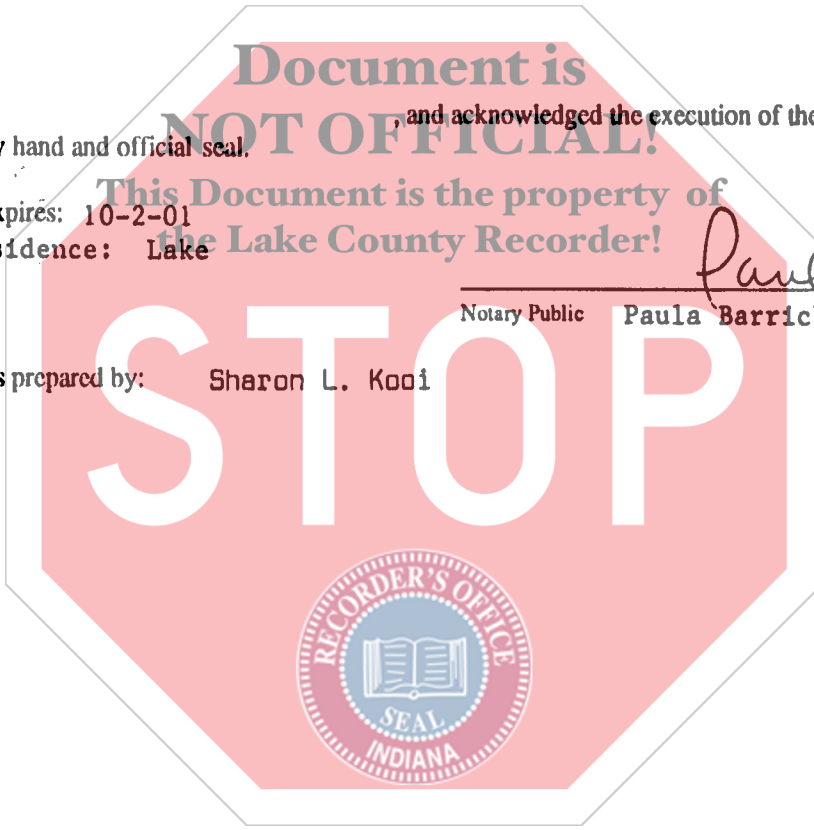 Document is
, and acknowledged the execution of the
NOT OFFICIAL!
hand and official seal.
This Document is the property of
10-2-01
the Lake County Recorder!
Lake
Notary Public Paula
STOP
prepared by: Sharon L. Kooi
RECORDER'S OFFICE
SEAL
INDIANA